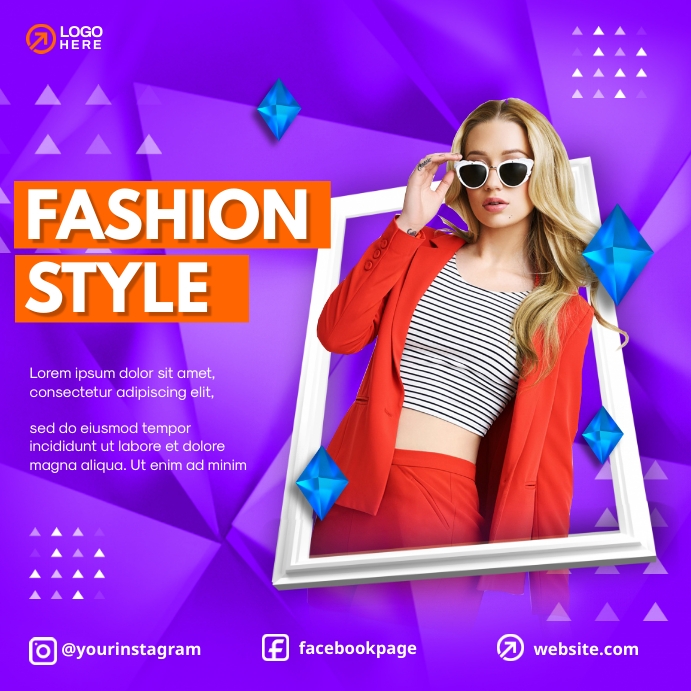 LOGO
HERE
FASHION
STYLE
Lorem ipsum dolor sit amet,
consectetur adipiscing elit,
sed do eiusmod tempor
incididunt ut labore et dolore
magna aliqua. Ut enim ad minim
@yourinstagram
facebookpage
website.com